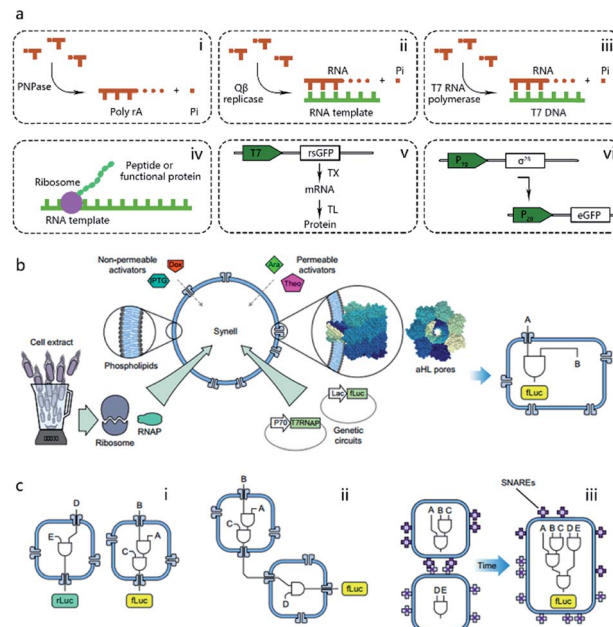 a
i
PNPase
Poly rA
+
Pi
ii
RNA
+
Pi
Qβ
replicase
RNA template
iii
RNA
+
Pi
T7 RNA
polymerase
T7 DNA
iv
Peptide or
functional protein
Ribosome
RNA template
v
T7
rsGFP
TX
mRNA
TL
Protein
vi
P70
eGFP
b
Non-permeable
activators
Dox
IPTG
Ara
Permeable
activators
Theo
Synell
Phospholipids
Cell extract
Ribosome
RNAP
aHL pores
Lac
fLuc
P70
T7RNAP
Genetic
circuits
A
B
fLuc
c
i
D
E
rLuc
B
A
C
fLuc
ii
B
A
C
D
fLuc
SNAREs
A B C
D E
Time
iii
A B C D E
fLuc